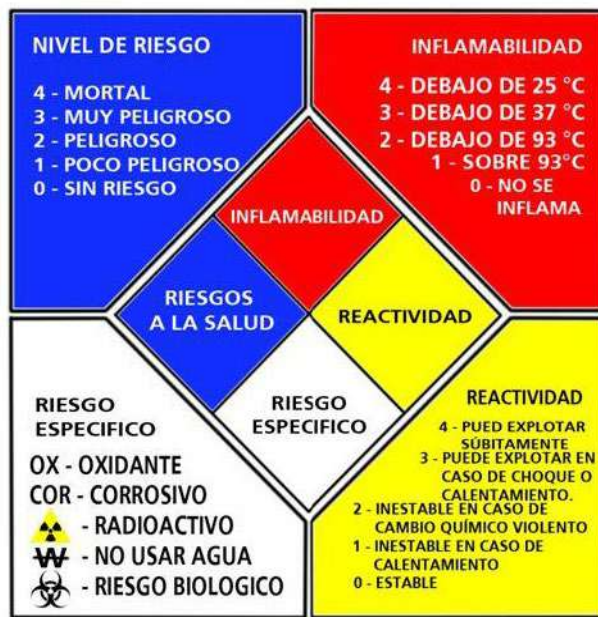 NIVEL DE RIESGO
4 - MORTAL
3 - MUY PELIGROSO
2 - PELIGROSO
1 - POCO PELIGROSO
0 - SIN RIESGO
INFLAMABILIDAD
4 - DEBAJO DE 25 °C
3 - DEBAJO DE 37 °C
2 - DEBAJO DE 93 °C
1 - SOBRE 93°C
0 - NO SE
INFLAMA
INFLAMABILIDAD
RIESGOS
A LA SALUD
REACTIVIDAD
RIESGO
ESPECIFICO
RIESGO
ESPECIFICO
OX - OXIDANTE
COR - CORROSIVO
- RADIOACTIVO
W - NO USAR AGUA
- RIESGO BIOLOGICO
REACTIVIDAD
4 - PUED EXPLOTAR
SÚBITAMENTE
3 - PUEDE EXPLOTAR EN
CASO DE CHOQUE O
CALENTAMIENTO.
2 - INESTABLE EN CASO DE
CAMBIO QUÍMICO VIOLENTO
1 - INESTABLE EN CASO DE
CALENTAMIENTO
0 - ESTABLE